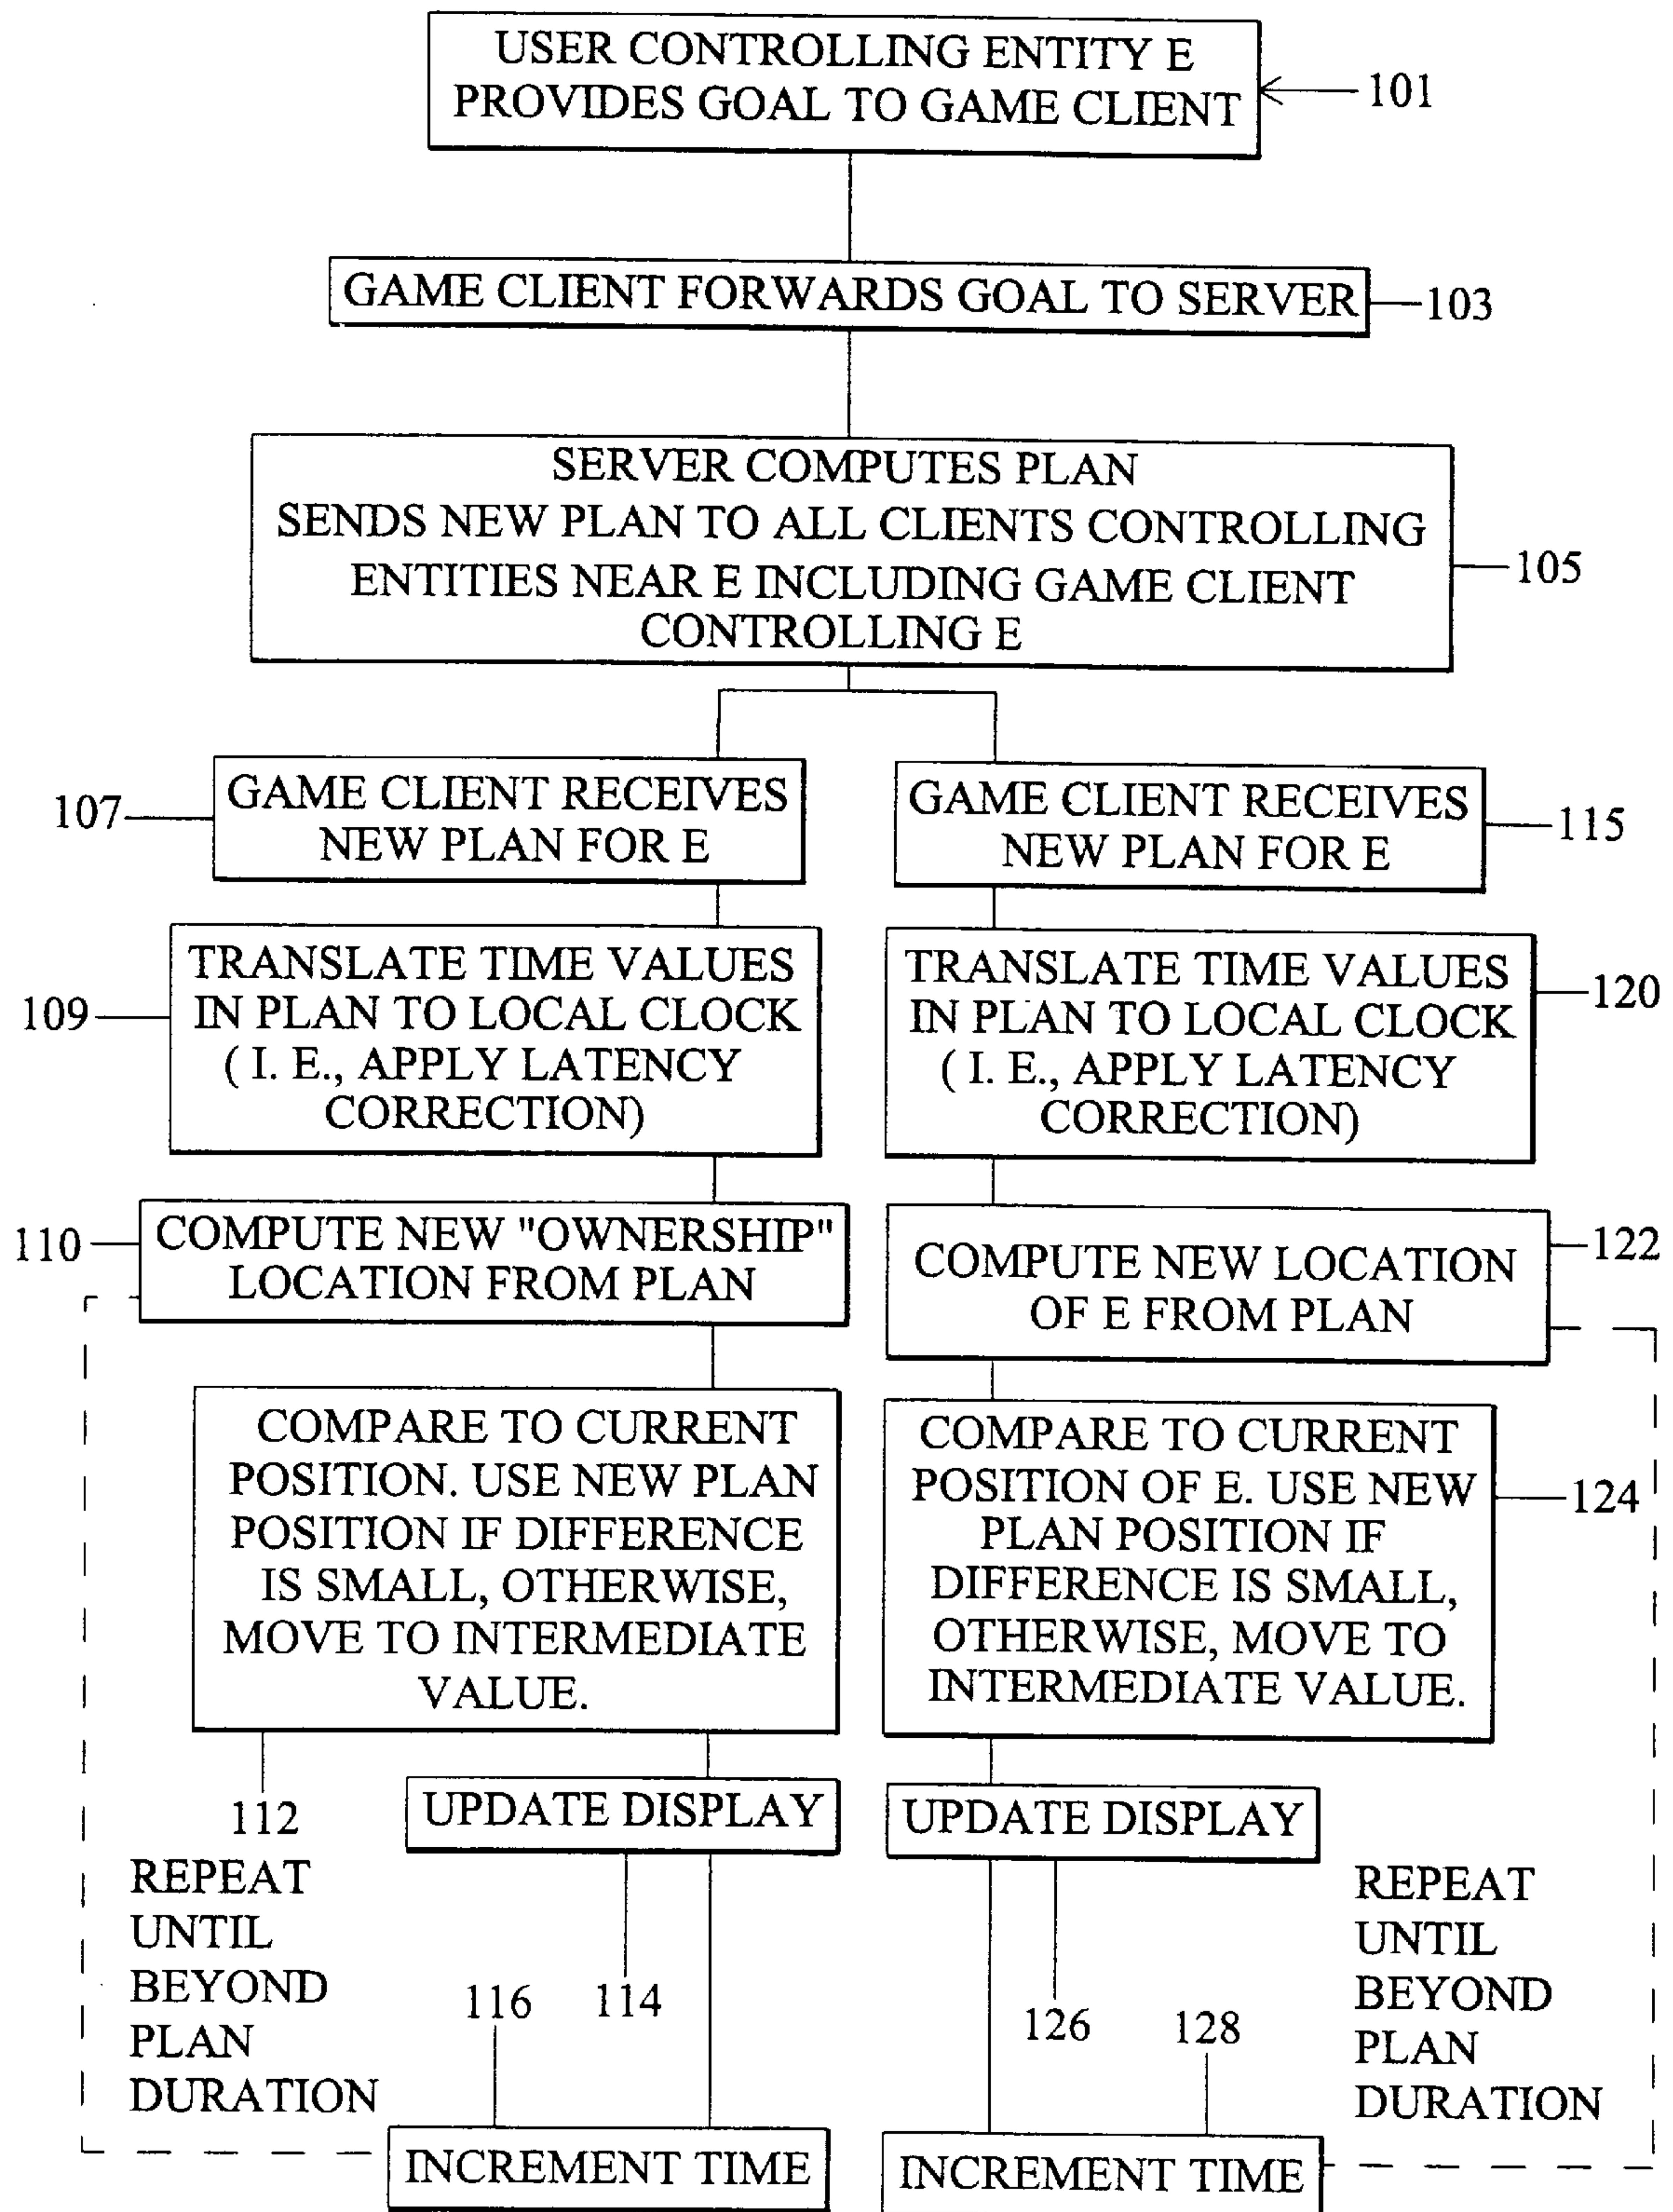 USER CONTROLLING ENTITY E
PROVIDES GOAL TO GAME CLIENT
101
GAME CLIENT FORWARDS GOAL TO SERVER
103
SERVER COMPUTES PLAN
SENDS NEW PLAN TO ALL CLIENTS CONTROLLING
ENTITIES NEAR E INCLUDING GAME CLIENT
CONTROLLING E
105
107
GAME CLIENT RECEIVES
NEW PLAN FOR E
109
TRANSLATE TIME VALUES
IN PLAN TO LOCAL CLOCK
( I. E., APPLY LATENCY
CORRECTION)
110
COMPUTE NEW "OWNERSHIP"
LOCATION FROM PLAN
COMPARE TO CURRENT
POSITION. USE NEW PLAN
POSITION IF DIFFERENCE
IS SMALL, OTHERWISE,
MOVE TO INTERMEDIATE
VALUE.
112
UPDATE DISPLAY
114
REPEAT
UNTIL
BEYOND
PLAN
DURATION
116
INCREMENT TIME
GAME CLIENT RECEIVES
NEW PLAN FOR E
115
TRANSLATE TIME VALUES
IN PLAN TO LOCAL CLOCK
( I. E., APPLY LATENCY
CORRECTION)
120
COMPUTE NEW LOCATION
OF E FROM PLAN
122
COMPARE TO CURRENT
POSITION OF E. USE NEW
PLAN POSITION IF
DIFFERENCE IS SMALL,
OTHERWISE, MOVE TO
INTERMEDIATE VALUE.
124
UPDATE DISPLAY
126
128
REPEAT
UNTIL
BEYOND
PLAN
DURATION
INCREMENT TIME